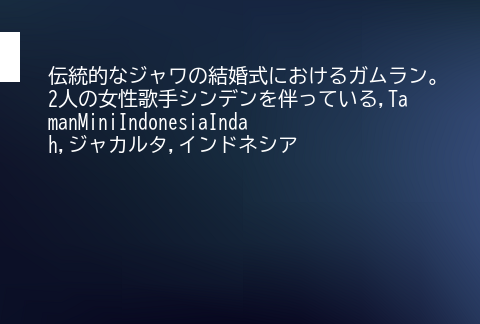 伝統的なジャワの結婚式におけるガムラン。
2人の女性歌手シンデンを伴っている,Ta
manMiniIndonesiaInda
h,ジャカルタ,インドネシア